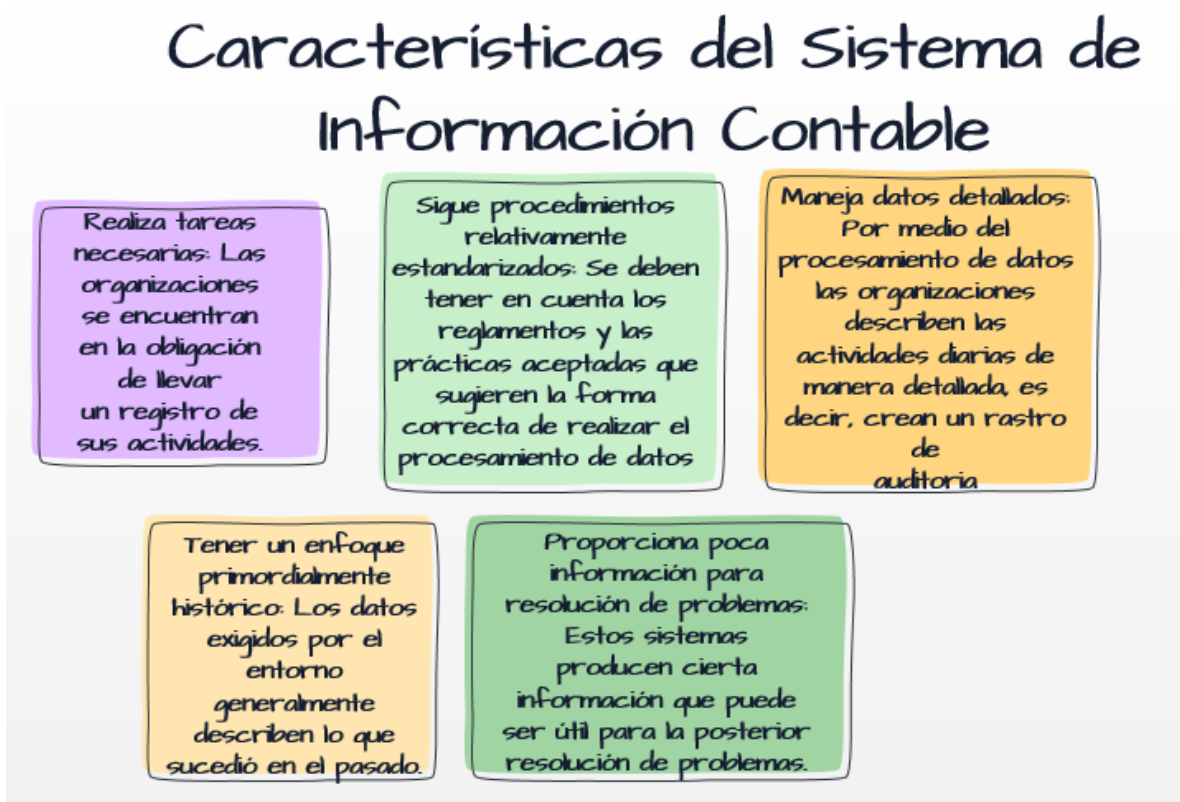 Características del Sistema de
Información Contable
Realiza tareas
necesarias: Las
organizaciones
se encuentran
en la obligación
de llevar
un registro de
sus actividades.
Sigue procedimientos
relativamente
estandarizados: Se deben
tener en cuenta los
reglamentos y las
prácticas aceptadas que
sugieren la forma
correcta de realizar el
procesamiento de datos
Maneja datos detallados:
Por medio del
procesamiento de datos
las organizaciones
describen las
actividades diarias de
manera detallada, es
decir, crean un rastro
de
auditoria
Tener un enfoque
primordialmente
histórico: Los datos
exigidos por el
entorno
generalmente
describen lo que
sucedió en el pasado.
Proporciona poca
información para
resolución de problemas:
Estos sistemas
producen cierta
información que puede
ser útil para la posterior
resolución de problemas.